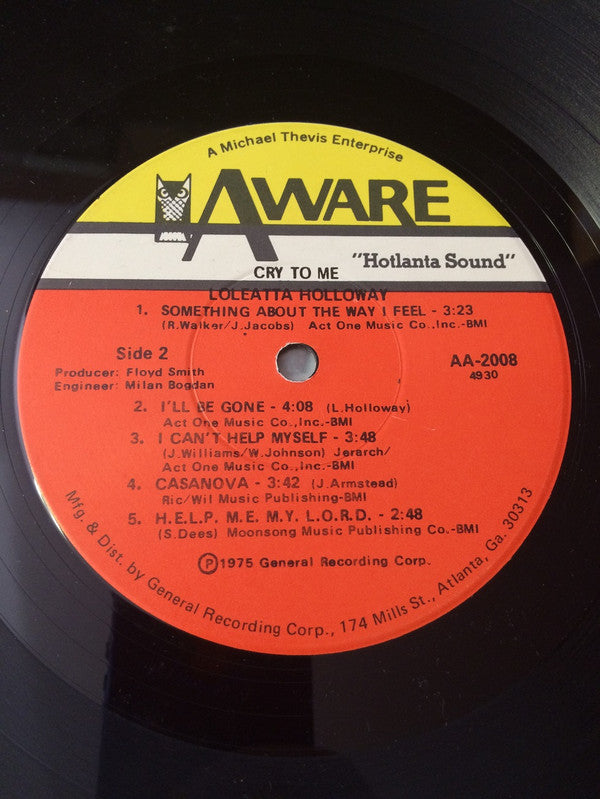 A Michael Thevis Enterprise
AWARE
"Hotlanta Sound"
CRY TO ME
LOLEATTA HOLLOWAY
1. SOMETHING ABOUT THE WAY I FEEL - 3:23
(R.Walker/J.Jacobs) Act One Music Co.,Inc.-BMI
Side 2
AA-2008
4930
Producer: Floyd Smith
Engineer: Milan Bogdan
2. I'LL BE GONE - 4:08 (L.Holloway)
Act One Music Co.,Inc.-BMI
3. I CAN'T HELP MYSELF - 3:48
(J.Williams/W.Johnson) Jerarch/
Act One Music Co.,Inc.-BMI
4. CASANOVA - 3:42 (J.Armstead)
Ric/Wil Music Publishing-BMI
5. H.E.L.P. M.E. M.Y. L.O.R.D. - 2:48
(S.Dees) Moonsong Music Publishing Co.-BMI
Ⓟ1975 General Recording Corp.
Mfg. & Dist. by General Recording Corp., 174 Mills St., Atlanta, Ga. 30313